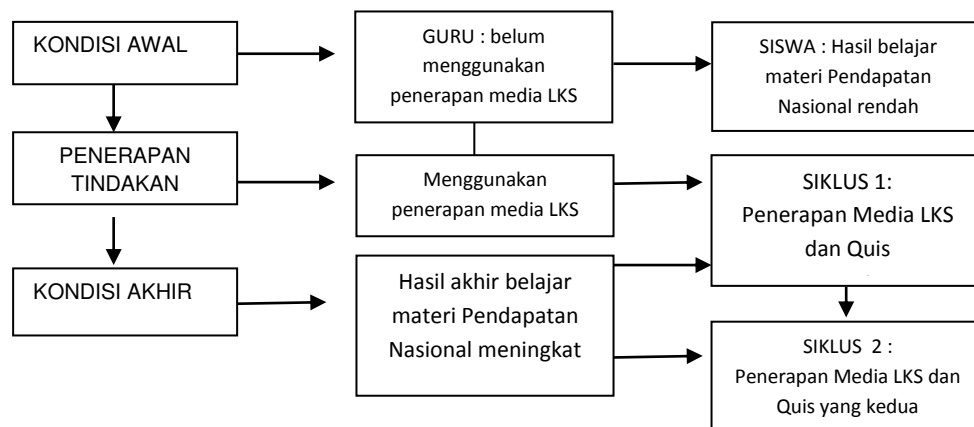 KONDISI AWAL
GURU : belum
menggunakan
penerapan media LKS
SISWA : Hasil belajar
materi Pendapatan
Nasional rendah
PENERAPAN
TINDAKAN
Menggunakan
penerapan media LKS
SIKLUS 1:
Penerapan Media LKS
dan Quis
KONDISI AKHIR
Hasil akhir belajar
materi Pendapatan
Nasional meningkat
SIKLUS 2 :
Penerapan Media LKS dan
Quis yang kedua